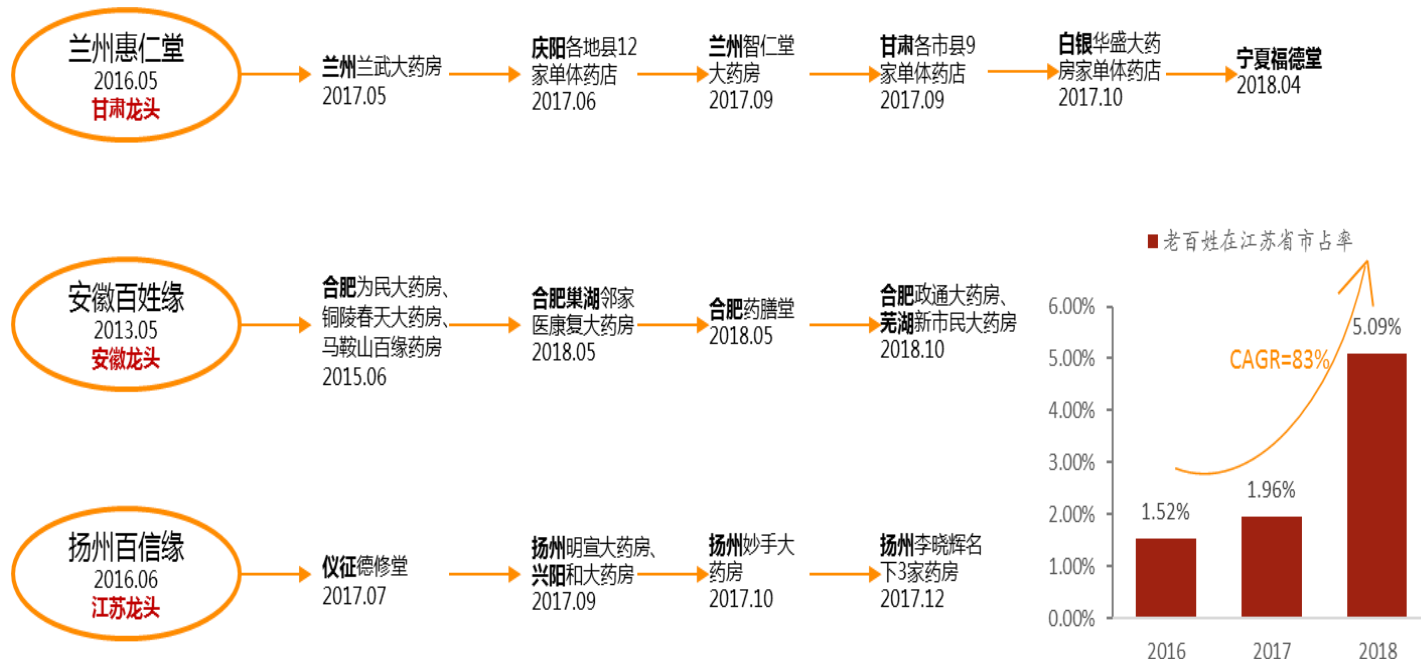 兰州惠仁堂
2016.05
甘肃龙头
兰州兰武大药房
2017.05
庆阳各地县12
家单体药店
2017.06
兰州智仁堂
大药房
2017.09
甘肃各市县9
家单体药店
2017.09
白银华盛大药
房家单体药店
2017.10
宁夏福德堂
2018.04
安徽百姓缘
2013.05
安徽龙头
合肥为民大药房、
铜陵春天大药房、
马鞍山百缘药房
2015.06
合肥巢湖邻家
医康复大药房
2018.05
合肥药膳堂
2018.05
合肥政通大药房、
芜湖新市民大药房
2018.10
扬州百信缘
2016.06
江苏龙头
仪征德修堂
2017.07
扬州明宣大药房、
兴阳和大药房
2017.09
扬州妙手大
药房
2017.10
扬州李晓辉名
下3家药房
2017.12
老百姓在江苏省市占率
6.00%
5.00%
4.00%
3.00%
2.00%
1.00%
0.00%
CAGR=83%
1.52%
1.96%
5.09%
2016
2017
2018